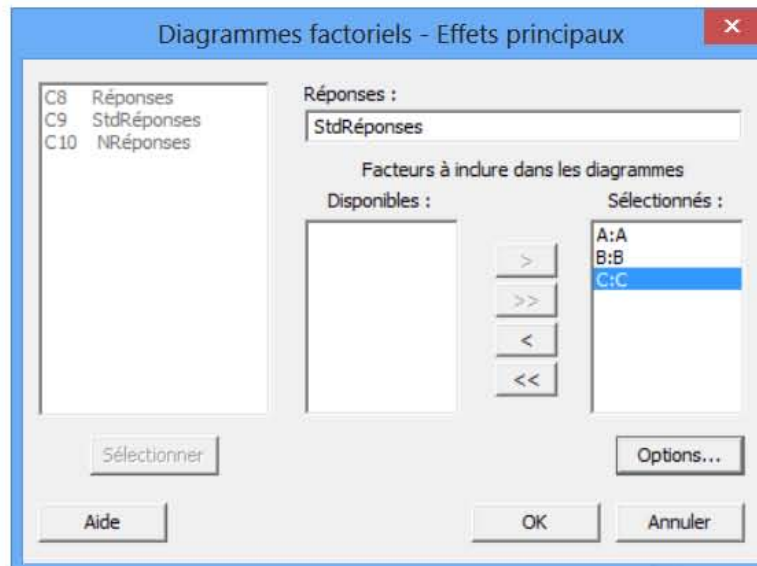 Diagrammes factoriels - Effets principaux
C8 Réponses
C9 StdRéponses
C10 NRéponses
Réponses :
StdRéponses
Facteurs à inclure dans les diagrammes
Disponibles :
Sélectionnés :
A:A
B:B
C:C
>
>>
<
<<
Sélectionner
Options...
Aide
OK
Annuler